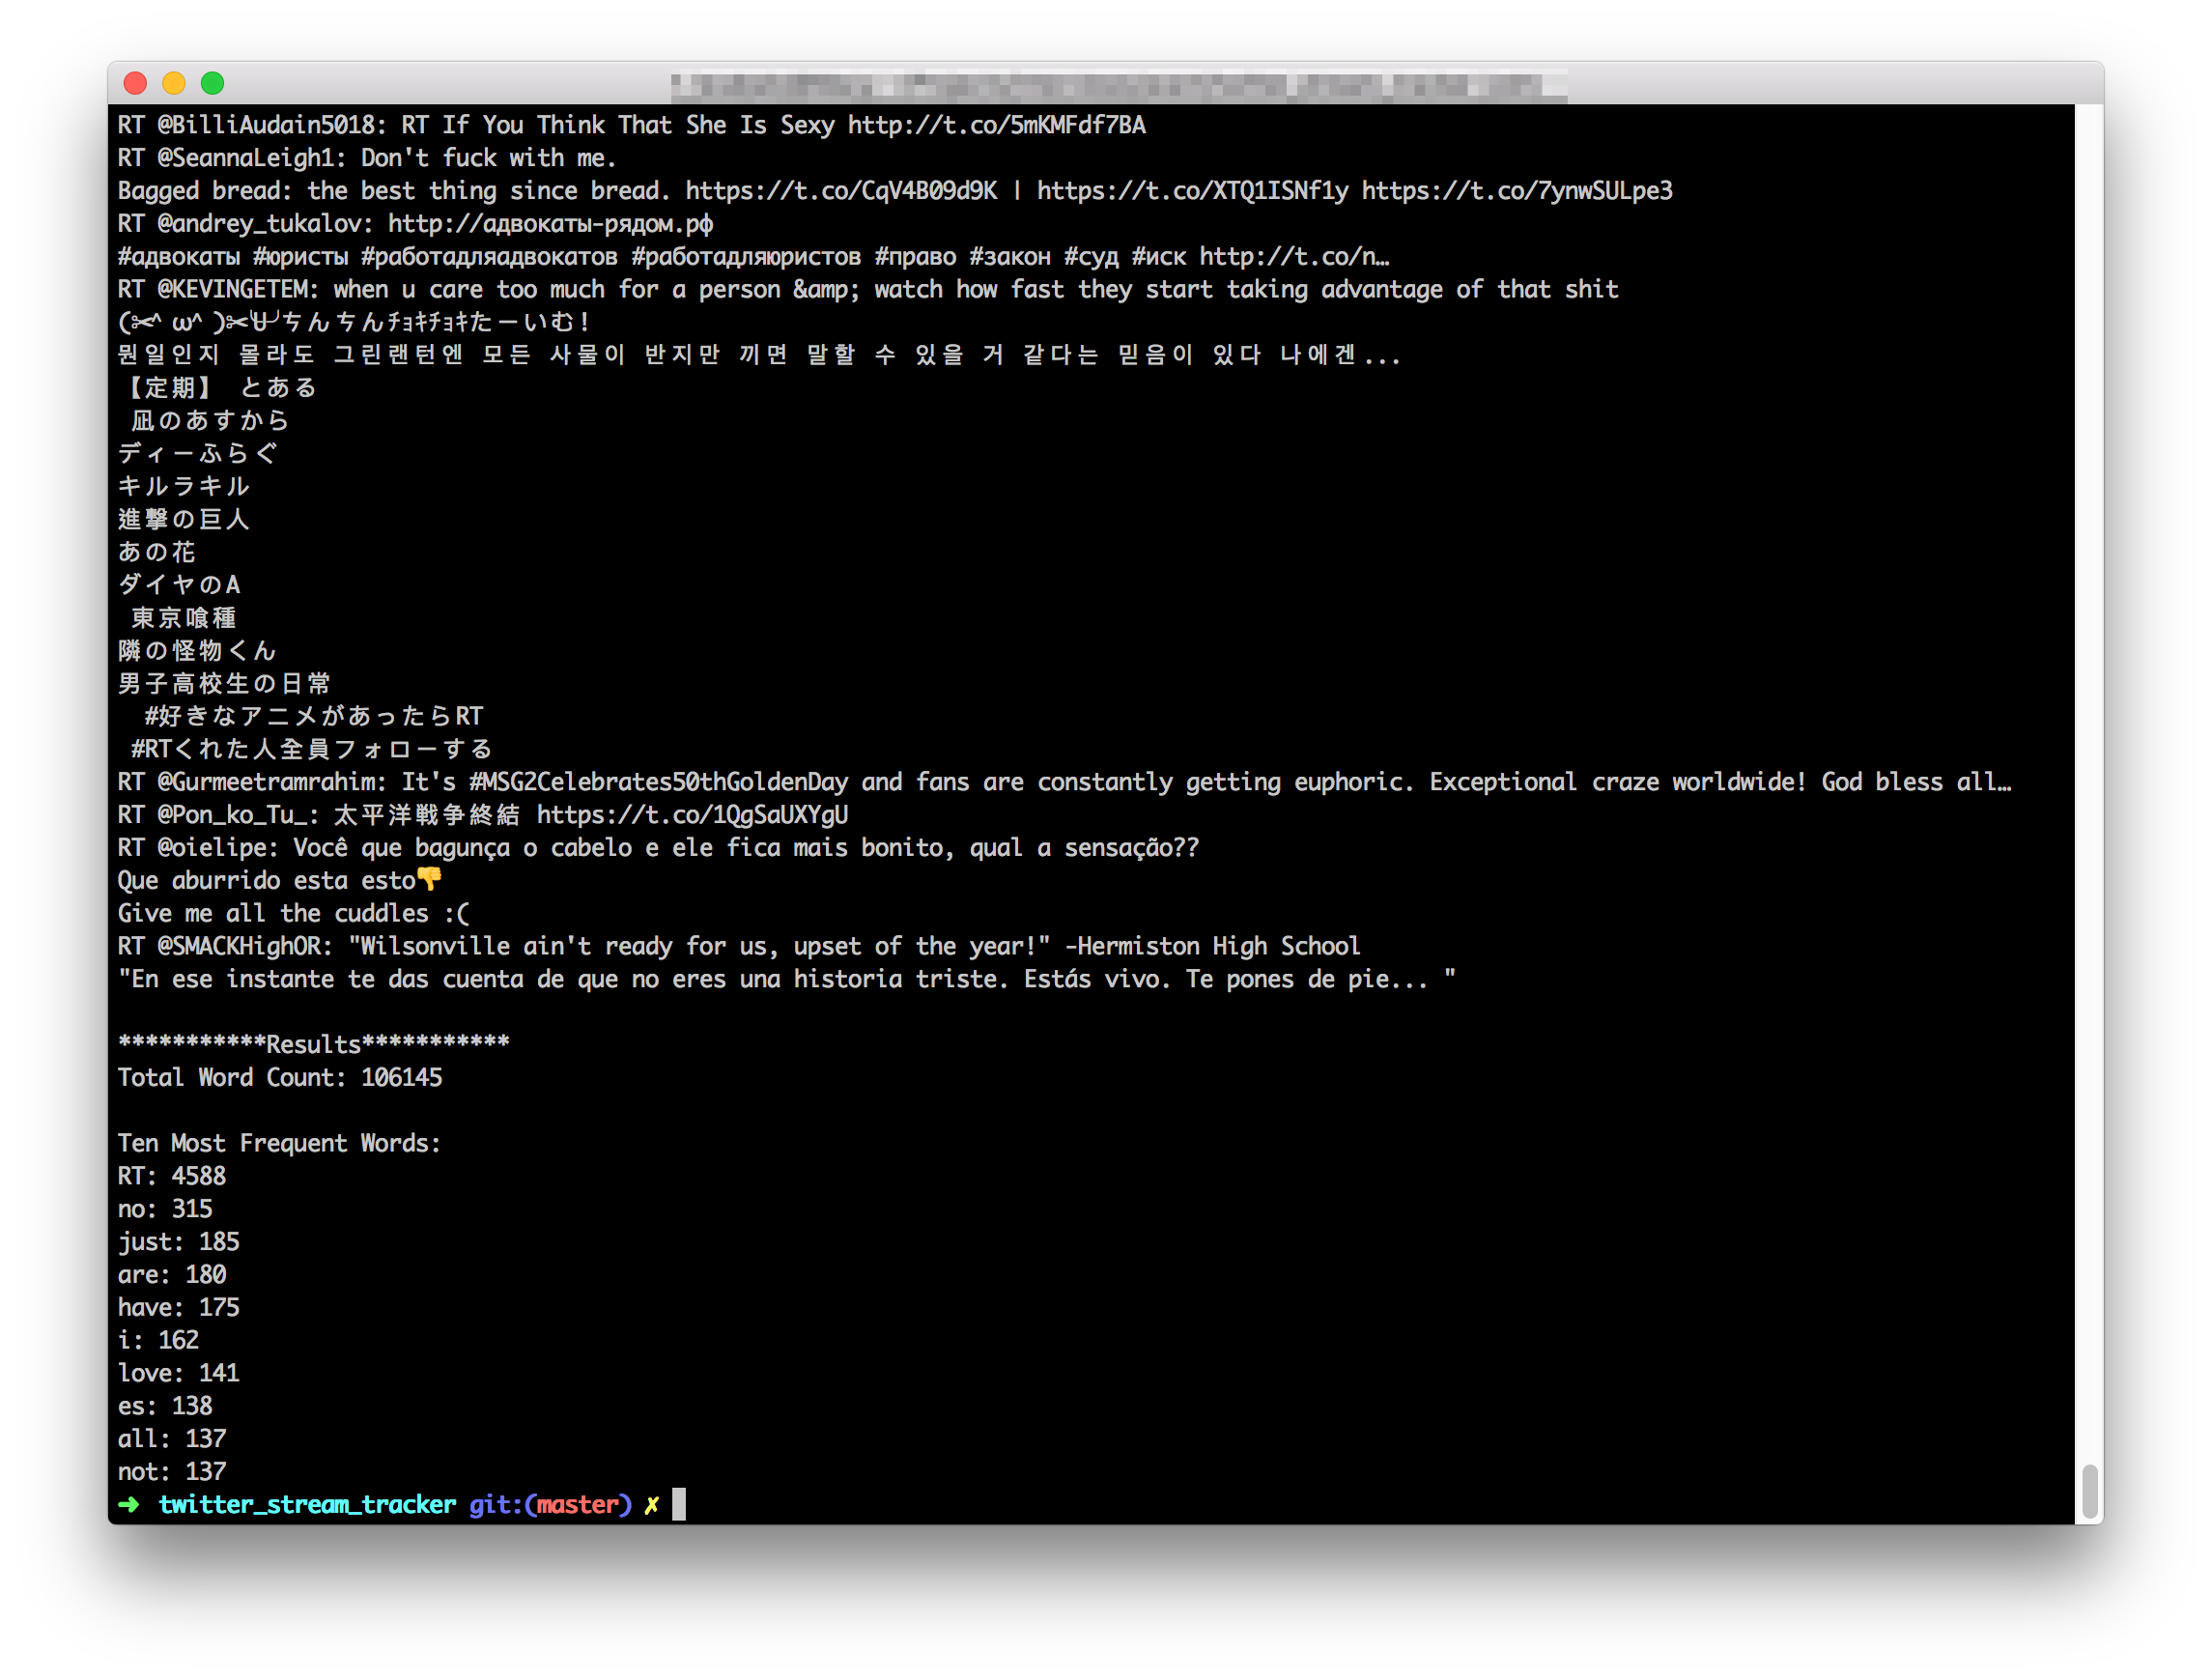 RT @BilliAudain5018: RT If You Think That She Is Sexy http://t.co/5mKMFdf7BA
RT @SeannaLeigh1: Don't fuck with me.
Bagged bread: the best thing since bread. https://t.co/CqV4B09d9K | https://t.co/XTQ1ISNf1y https://t.co/7ynwSULpe3
RT @andrey_tukalov: http://адвокаты-рядом.рф
#адвокаты #юристы #работадляадвокатов #работадляюристов #право #закон #суд #иск http://t.co/n…
RT @KEVINGETEM: when u care too much for a person &amp; watch how fast they start taking advantage of that shit
(✂^ ω^ )✂ちんちんﾁｮｷﾁｮｷたーいむ!
뭔일인지 몰라도 그린랜턴엔 모든 사물이 반지만 끼면 말할 수 있을 거 같다는 믿음이 있다 나에겐...
【定期】 とある
凪のあすから
ディーふらぐ
キルラキル
進撃の巨人
あの花
ダイヤのA
東京喰種
隣の怪物くん
男子高校生の日常
#好きなアニメがあったらRT
#RTくれた人全員フォローする
RT @Gurmeetramrahim: It's #MSG2Celebrates50thGoldenDay and fans are constantly getting euphoric. Exceptional craze worldwide! God bless all…
RT @Pon_ko_Tu_: 太平洋戦争終結 https://t.co/1QgSaUXYgU
RT @oielipe: Você que bagunça o cabelo e ele fica mais bonito, qual a sensação??
Que aburrido esta esto👎
Give me all the cuddles :(
RT @SMACKHighOR: "Wilsonville ain't ready for us, upset of the year!" -Hermiston High School
"En ese instante te das cuenta de que no eres una historia triste. Estás vivo. Te pones de pie... "
***********Results***********
Total Word Count: 106145
Ten Most Frequent Words:
RT: 4588
no: 315
just: 185
are: 180
have: 175
i: 162
love: 141
es: 138
all: 137
not: 137
➜ twitter_stream_tracker git:(master) ✗